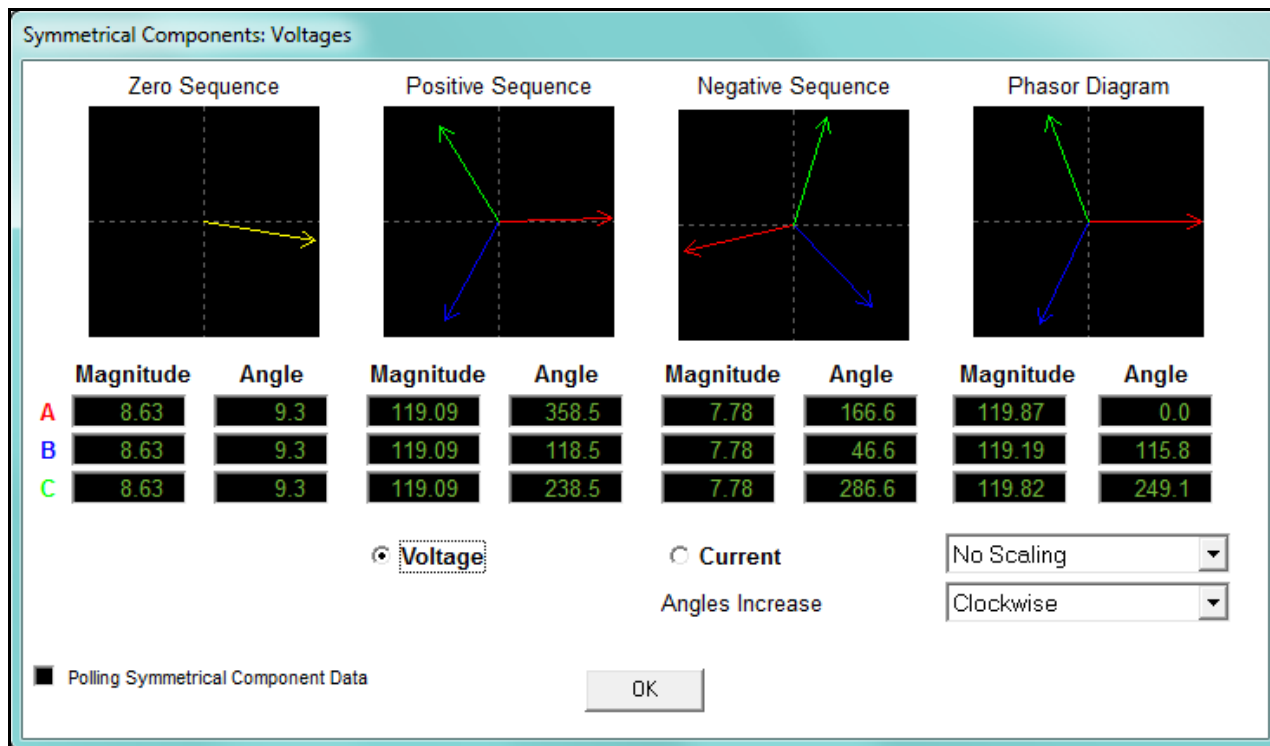 Symmetrical Components: Voltages
Zero Sequence Positive Sequence Negative Sequence Phasor Diagram
Magnitude Angle Magnitude Angle Magnitude Angle Magnitude Angle
A 8.63 9.3 119.09 358.5 7.78 166.6 119.87 0.0
B 8.63 9.3 119.09 118.5 7.78 46.6 119.19 115.8
C 8.63 9.3 119.09 238.5 7.78 286.6 119.82 249.1
Voltage Current No Scaling
Angles Increase Clockwise
Polling Symmetrical Component Data
OK